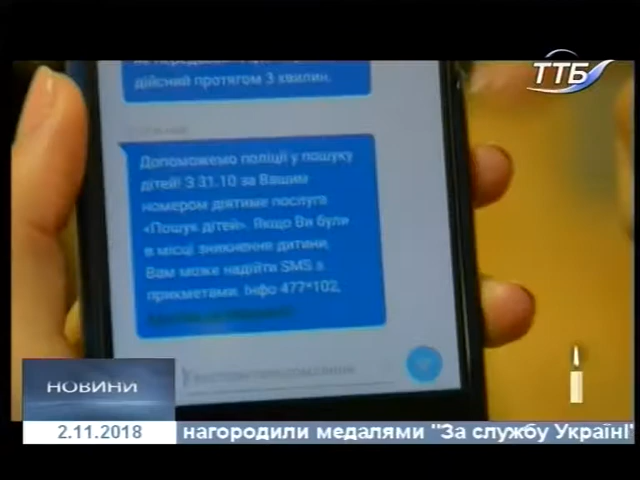 ТТБ
дійсний протягом 3 хвилин.
Допоможемо поліції у пошуку
дітей! З 31.10 за Вашим
номером діятиме послуга
«Пошук дітей». Якщо Ви були
в місці зникнення дитини,
Вам може надійти SMS з
прикметами. Інфо 477*102,
НОВИНИ
2.11.2018
нагородили медалями "За службу Україні"